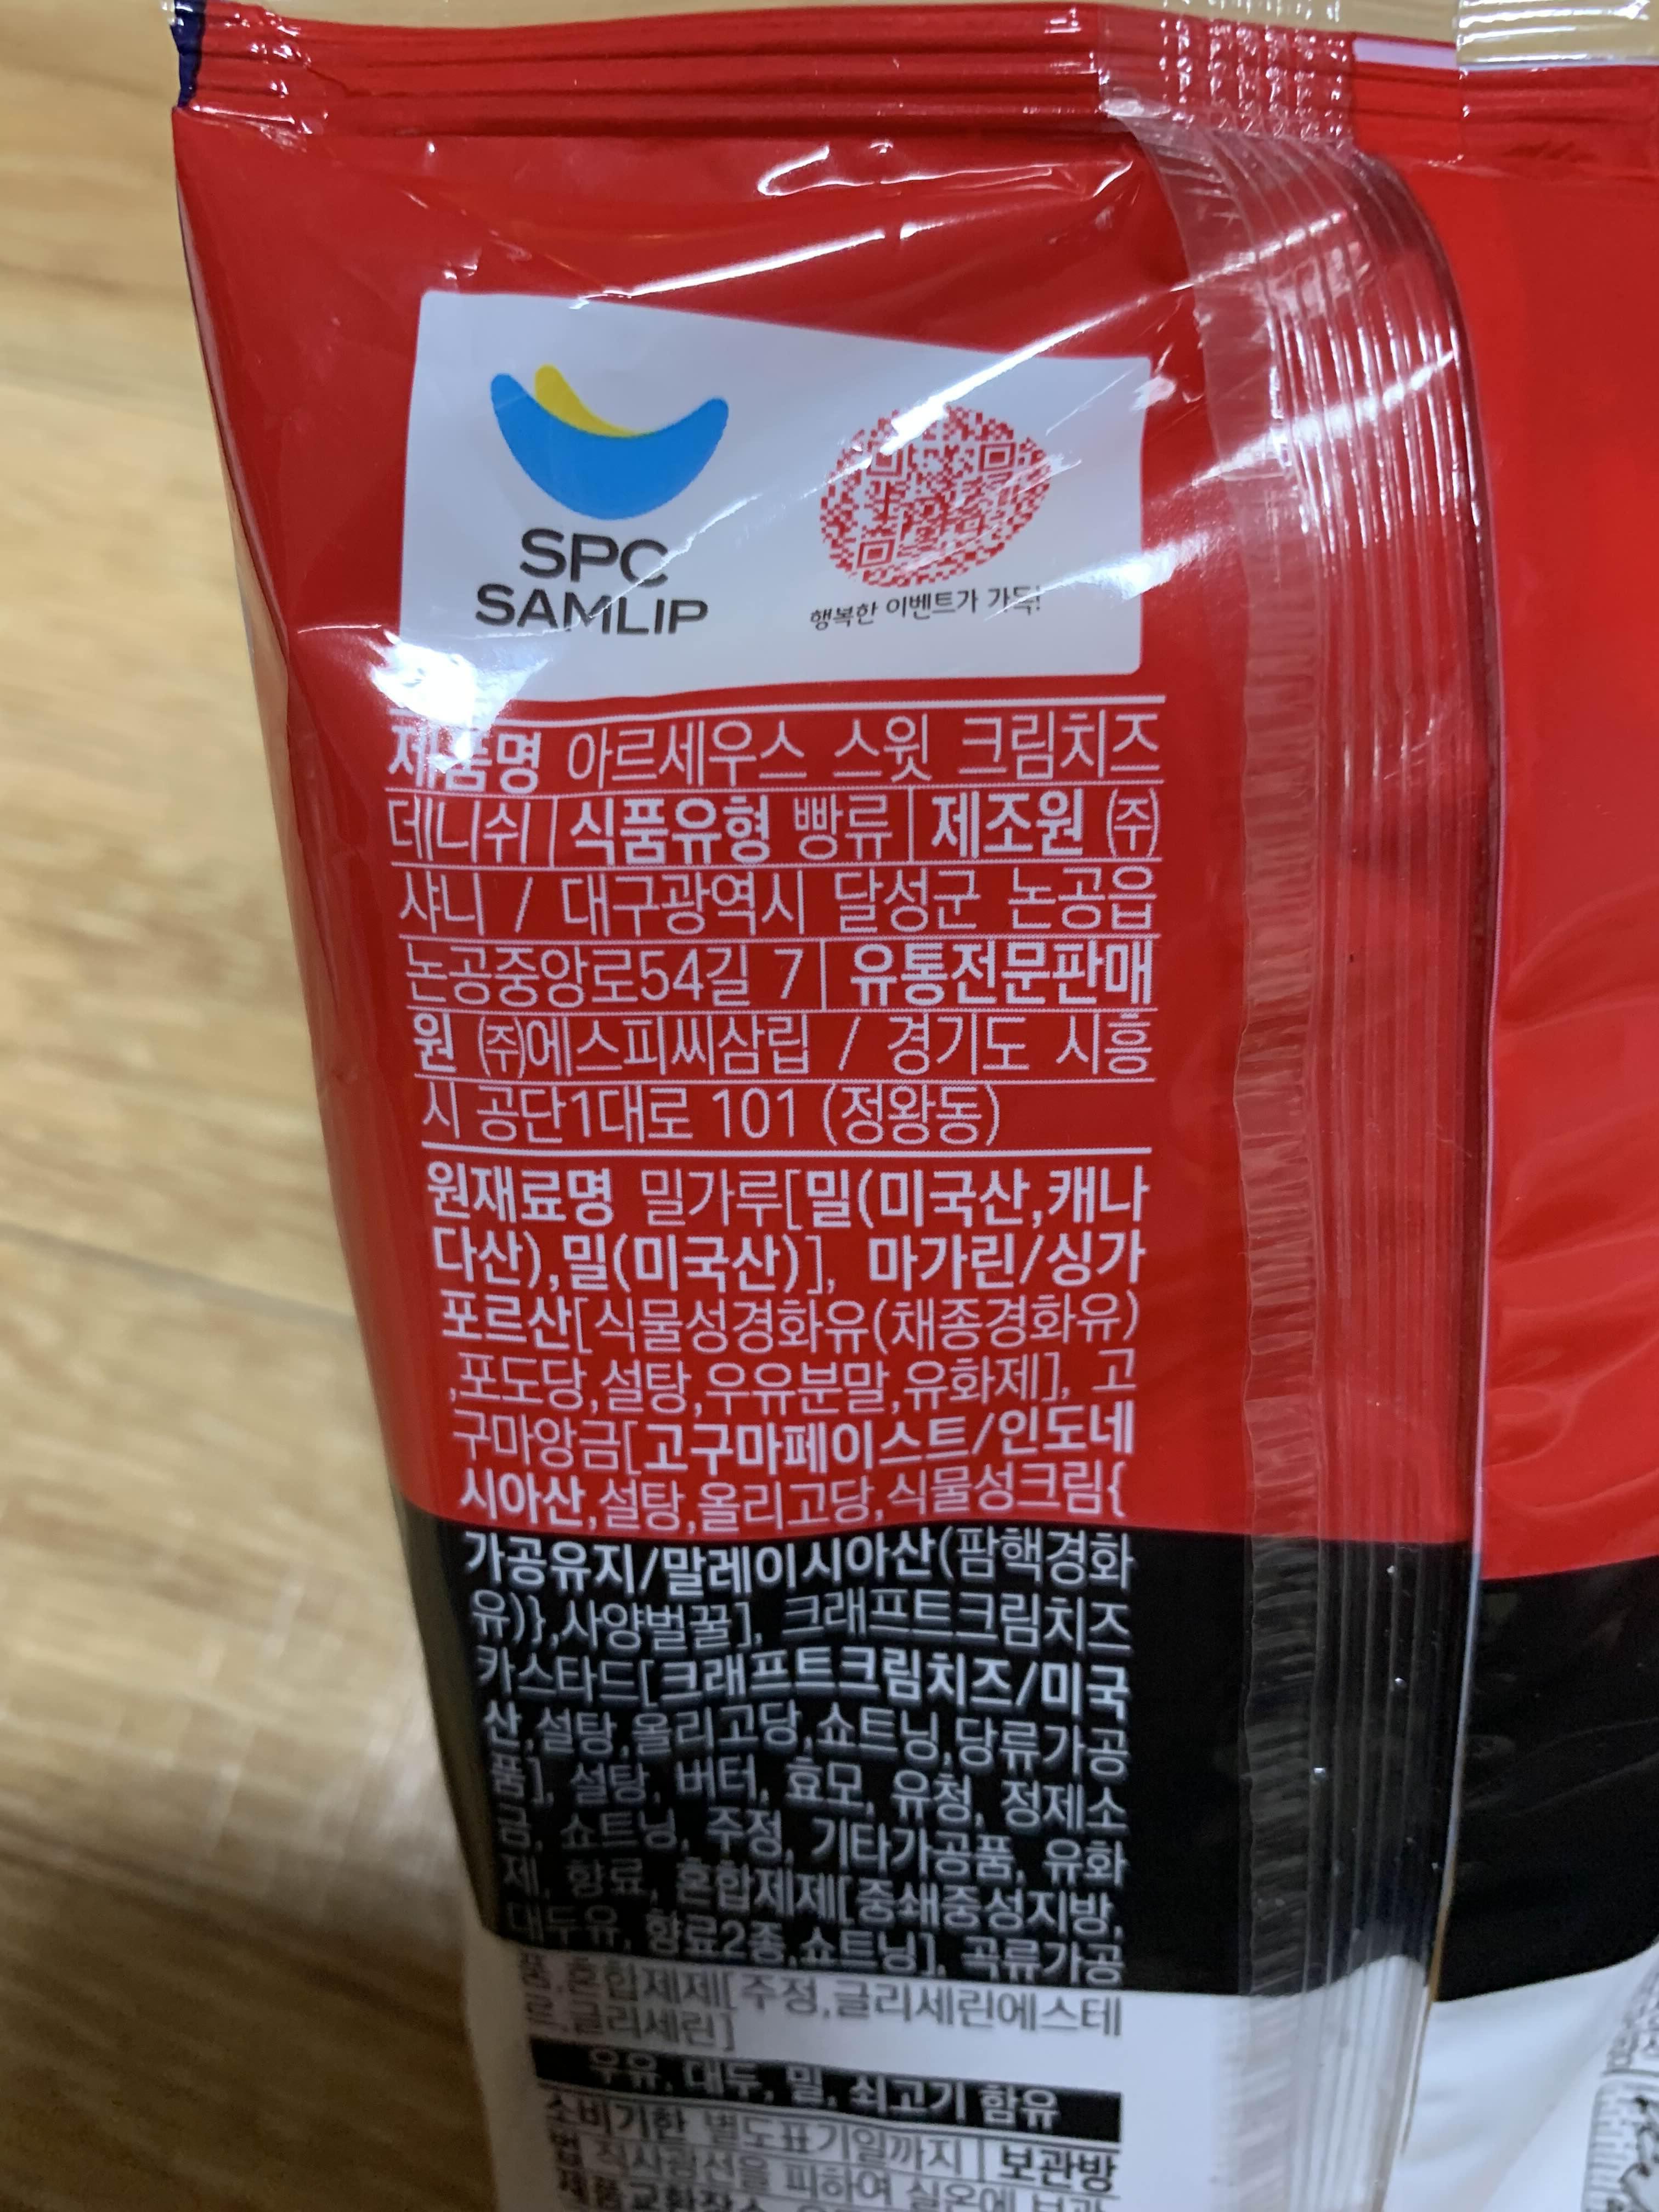 SPC
SAMLIP
행복한 이벤트가 가득!
제품명 아르세우스 스윗 크림치즈
데니쉬 | 식품유형 빵류 | 제조원 ㈜
샤니 / 대구광역시 달성군 논공읍
논공중앙로54길 7 | 유통전문판매
원 ㈜에스피씨삼립 / 경기도 시흥
시 공단1대로 101 (정왕동)
원재료명 밀가루[밀(미국산,캐나
다산),밀(미국산)], 마가린/싱가
포르산[식물성경화유(채종경화유)
,포도당,설탕,우유분말,유화제], 고
구마앙금[고구마페이스트/인도네
시아산,설탕,올리고당,식물성크림{
가공유지/말레이시아산(팜핵경화
유)},사양벌꿀], 크래프트크림치즈
카스타드[크래프트크림치즈/미국
산,설탕,올리고당,쇼트닝,당류가공
품], 설탕, 버터, 효모, 유청, 정제소
금, 쇼트닝, 주정, 기타가공품, 유화
제, 향료, 혼합제제[중쇄중성지방,
대두유, 향료2종,쇼트닝], 곡류가공
품,혼합제제[주정,글리세린에스테
르,글리세린]
우유, 대두, 밀, 쇠고기 함유
소비기한 별도표기일까지 | 보관방
법 직사광선을 피하여 실온에 보관
제품교환장소